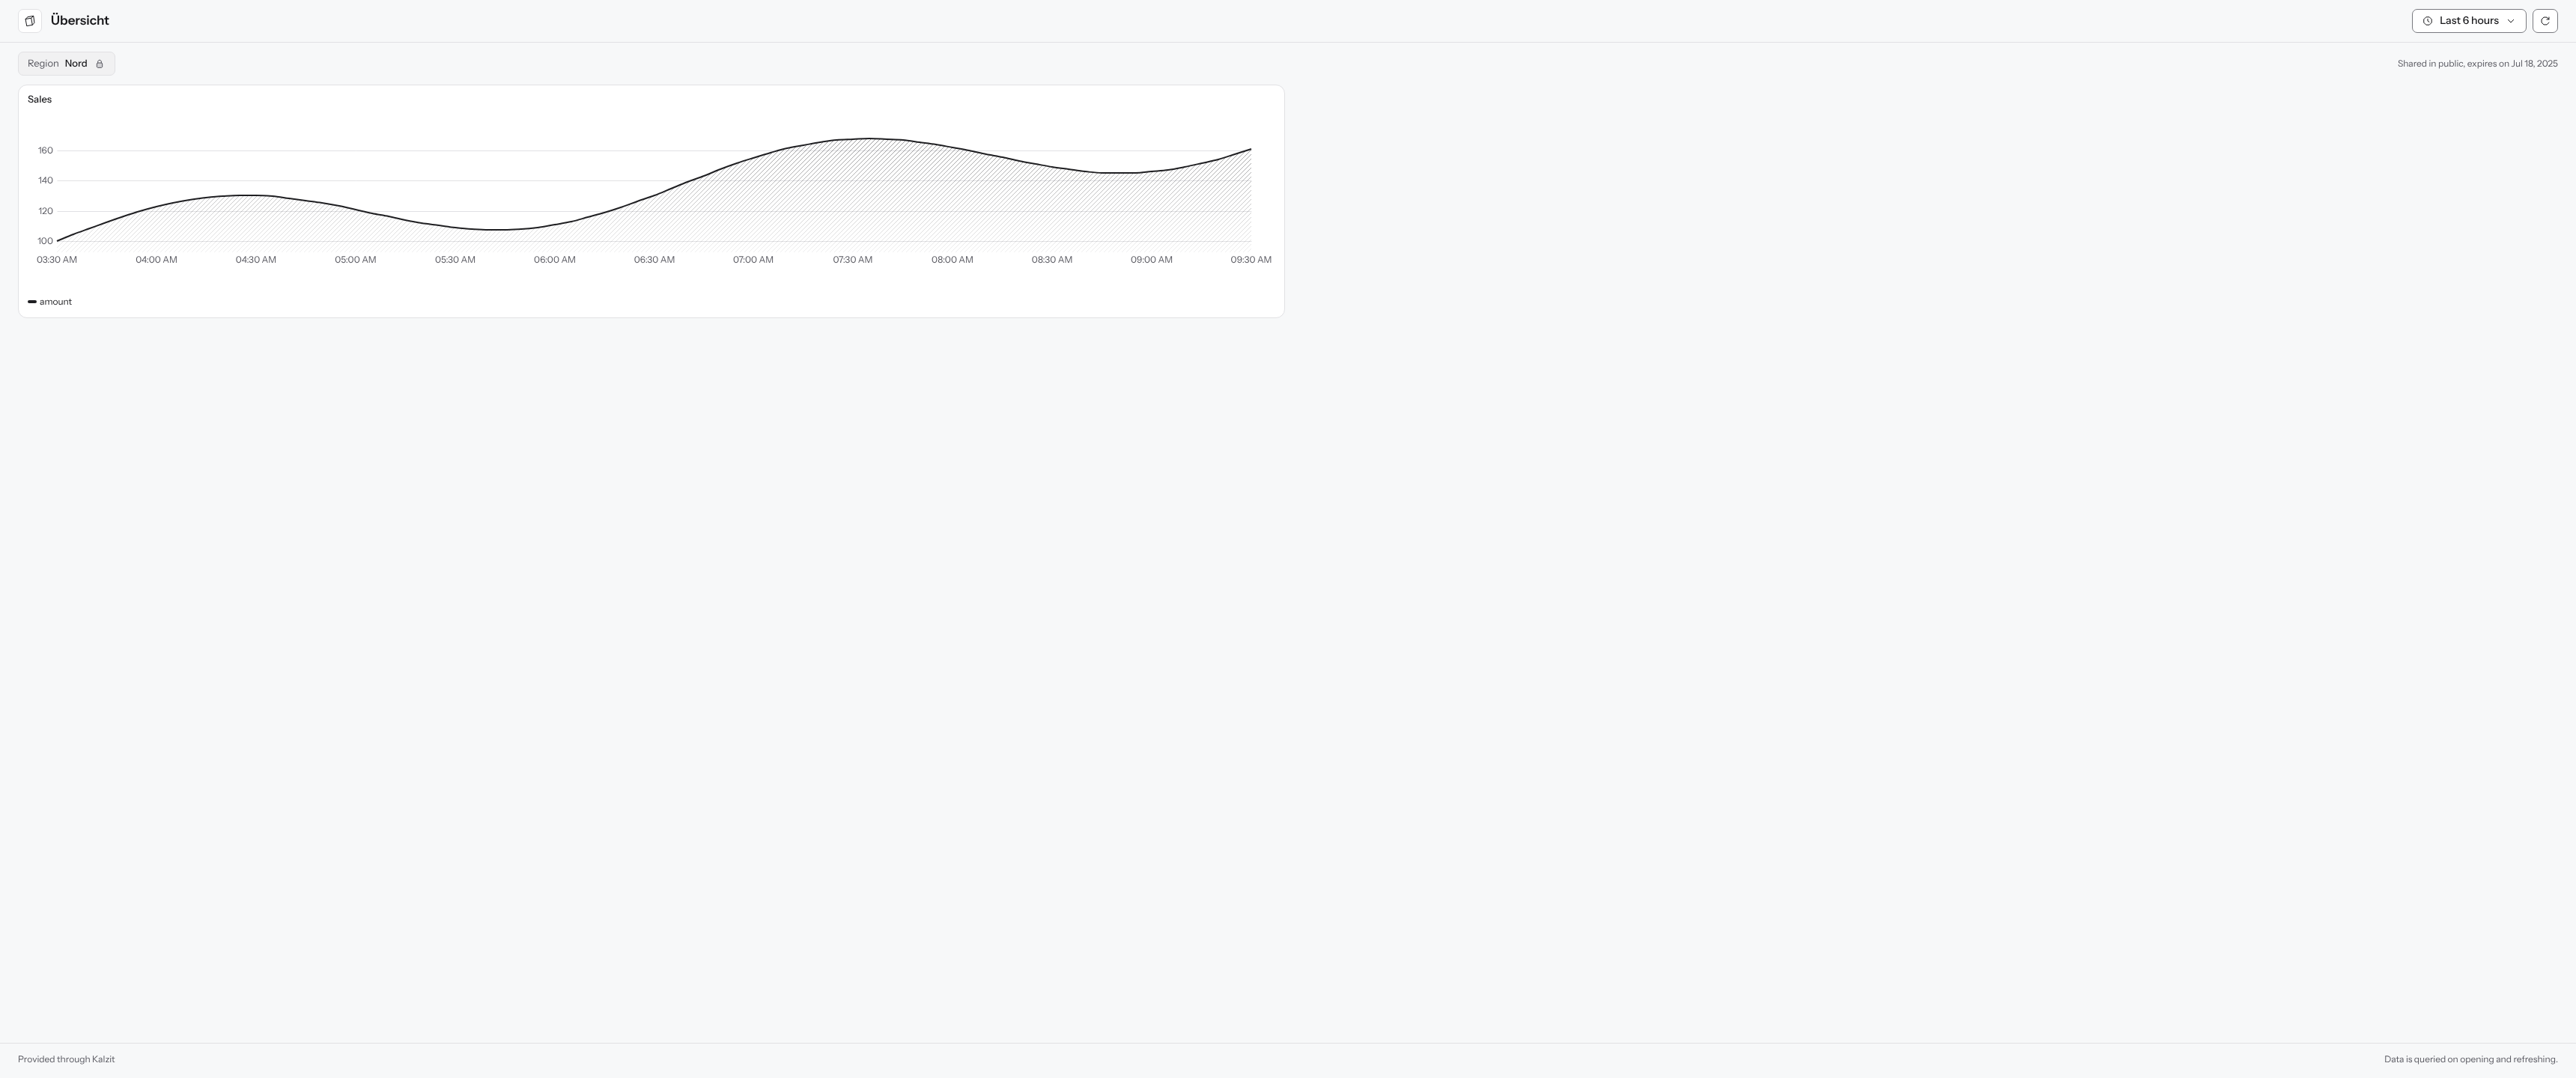 Übersicht
Last 6 hours
Region Nord
Shared in public, expires on Jul 18, 2025
Sales
160
140
120
100
03:30 AM 04:00 AM 04:30 AM 05:00 AM 05:30 AM 06:00 AM 06:30 AM 07:00 AM 07:30 AM 08:00 AM 08:30 AM 09:00 AM 09:30 AM
amount
Provided through Kalzit
Data is queried on opening and refreshing.